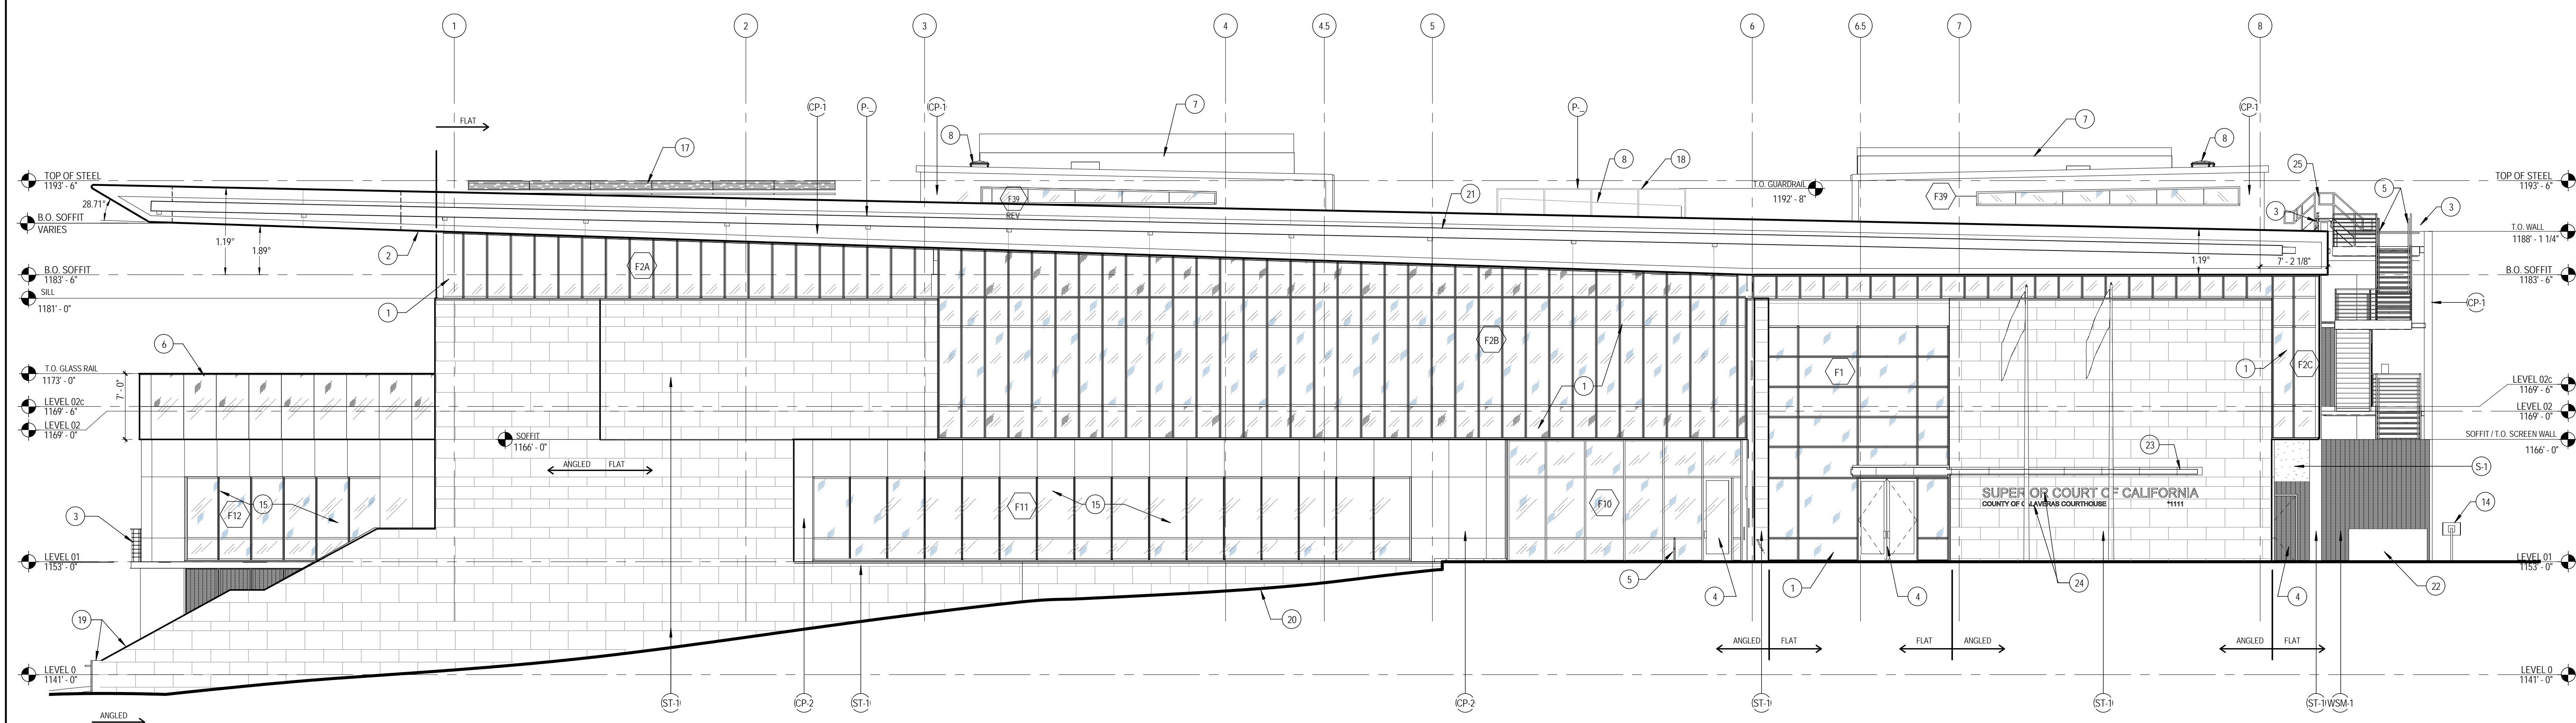 1 2 3 4 4.5 5 6 6.5 7 8
FLAT
17
CP-1
P-_
CP-1
8
7
P-_
8
18
7
8
CP-1
25
5
3
3
TOP OF STEEL
1193' - 6"
T.O. GUARDRAIL
1192' - 8"
TOP OF STEEL
1193' - 6"
28.71°
F39
REV
21
F39
B.O. SOFFIT
VARIES
1.19°
1.89°
2
T.O. WALL
1188' - 1 1/4"
1.19°
7' - 2 1/8"
B.O. SOFFIT
1183' - 6"
F2A
B.O. SOFFIT
1183' - 6"
SILL
1181' - 0"
1
CP-1
6
F2B
F1
F2C
1
T.O. GLASS RAIL
1173' - 0"
7' - 0"
1
LEVEL 02c
1169' - 6"
LEVEL 02
1169' - 0"
LEVEL 02c
1169' - 6"
LEVEL 02
1169' - 0"
SOFFIT
1166' - 0"
SOFFIT / T.O. SCREEN WALL
1166' - 0"
ANGLED FLAT
23
S-1
15
F12
F11
15
F10
SUPERIOR COURT OF CALIFORNIA
COUNTY OF CALAVERAS COURTHOUSE
1111
3
14
LEVEL 01
1153' - 0"
LEVEL 01
1153' - 0"
5
4
1
4
24
4
22
19
20
ANGLED FLAT
FLAT ANGLED
ANGLED FLAT
LEVEL 0
1141' - 0"
LEVEL 0
1141' - 0"
ST-1
CP-2
ST-1
CP-2
ST-1
ST-1
ST-1
WSM-1
ANGLED